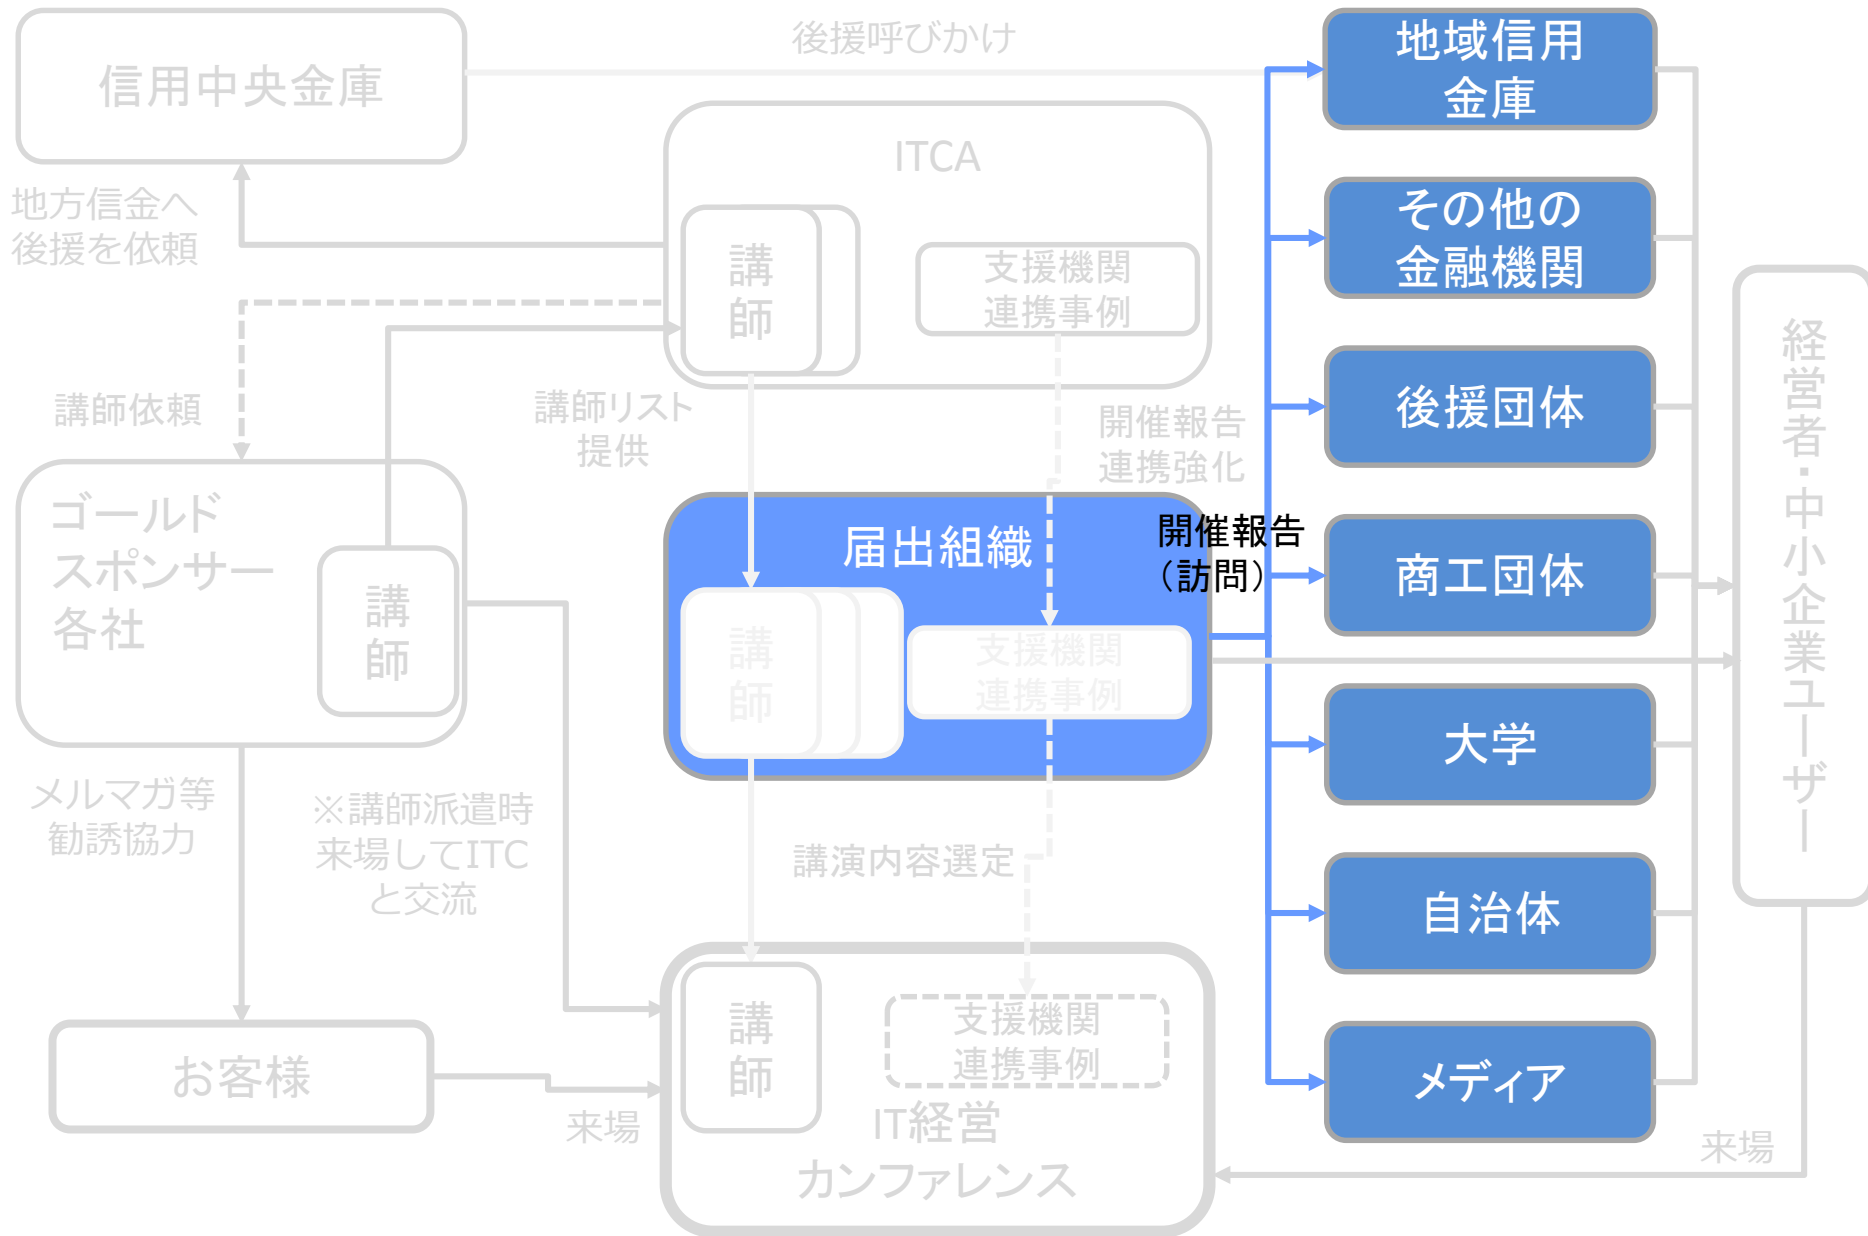 信用中央金庫
後援呼びかけ
地域信用
金庫
ITCA
地方信金へ
後援を依頼
講
師
支援機関
連携事例
その他の
金融機関
講師依頼
講師リスト
提供
開催報告
連携強化
後援団体
経営者・中小企業ユーザー
ゴールド
スポンサー
各社
講
師
届出組織
開催報告
（訪問）
商工団体
講
師
支援機関
連携事例
大学
メルマガ等
勧誘協力
※講師派遣時
来場してITC
と交流
講演内容選定
自治体
講
師
支援機関
連携事例
お客様
来場
IT経営
カンファレンス
メディア
来場